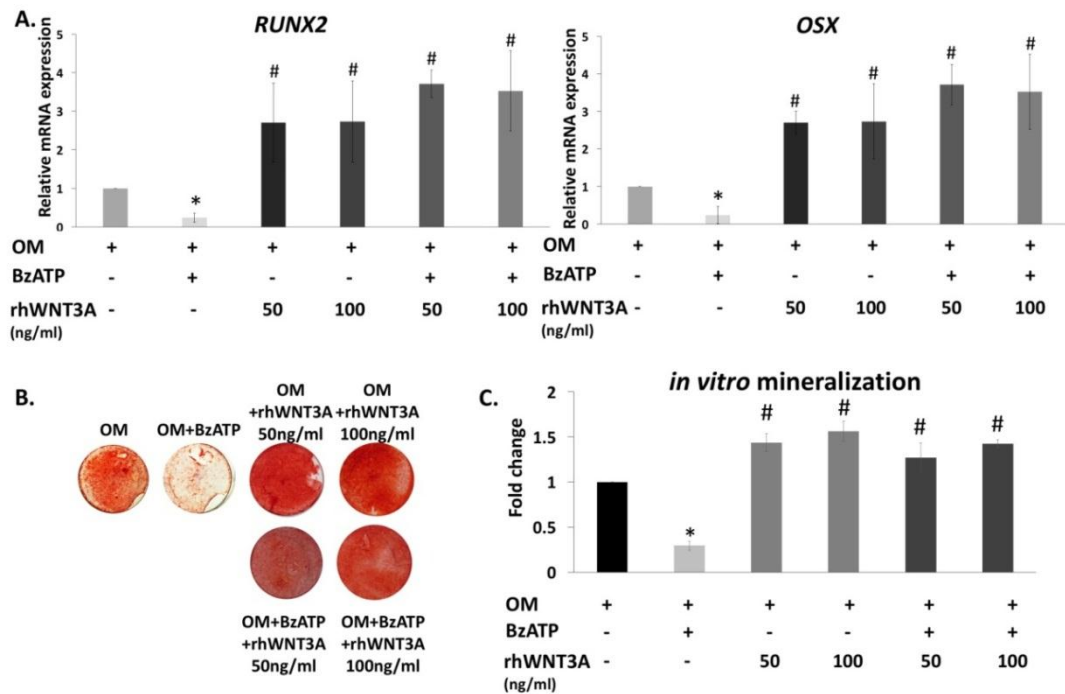 A.
RUNX2
Relative mRNA expression
5
4
3
2
1
0
*
#
#
#
#
OM + + + + + +
BzATP - + - - + +
rhWNT3A - - 50 100 50 100
(ng/ml)
OSX
Relative mRNA expression
5
4
3
2
1
0
*
#
#
#
#
OM + + + + + +
BzATP - + - - + +
rhWNT3A - - 50 100 50 100
(ng/ml)
B.
OM
OM+BzATP
OM
+rhWNT3A
50ng/ml
OM
+rhWNT3A
100ng/ml
OM+BzATP
+rhWNT3A
50ng/ml
OM+BzATP
+rhWNT3A
100ng/ml
C.
in vitro mineralization
Fold change
2
1.5
1
0.5
0
*
#
#
#
#
OM + + + + + +
BzATP - + - - + +
rhWNT3A - - 50 100 50 100
(ng/ml)